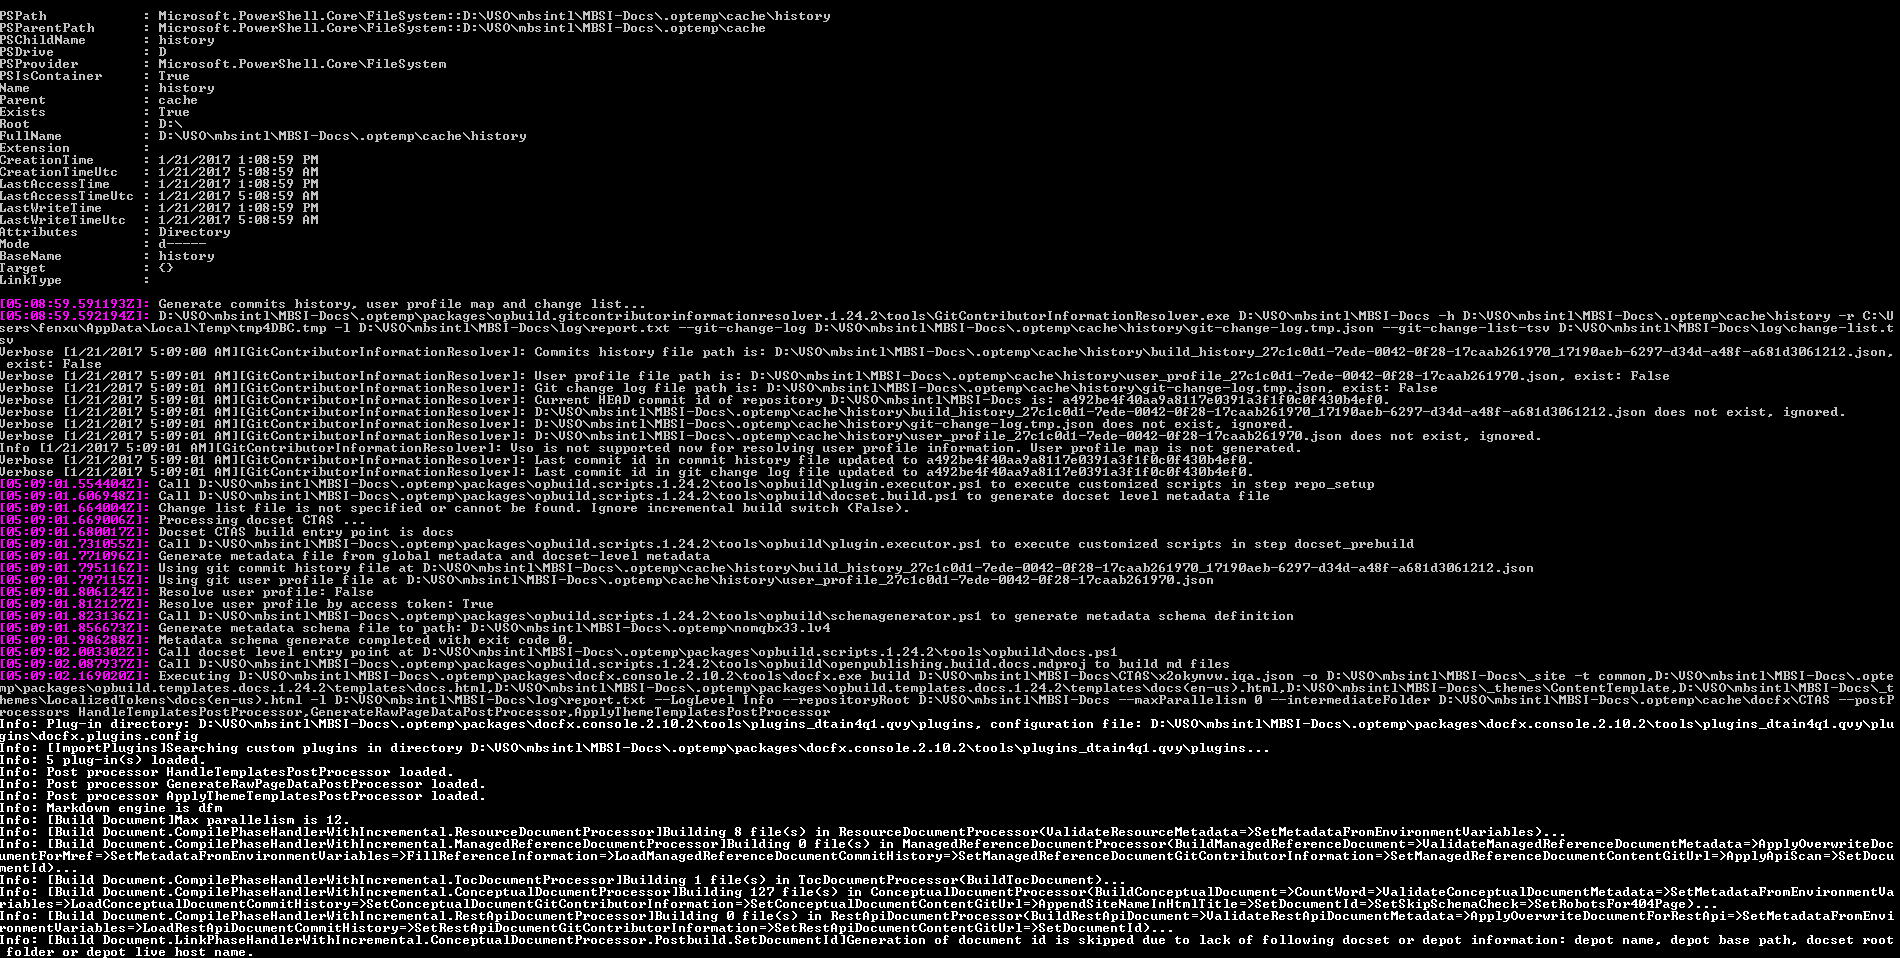 PSPath            : Microsoft.PowerShell.Core\FileSystem::D:\VSO\mbsintl\MBSI-Docs\.optemp\cache\history
PSParentPath      : Microsoft.PowerShell.Core\FileSystem::D:\VSO\mbsintl\MBSI-Docs\.optemp\cache
PSChildName       : history
PSDrive           : D
PSProvider        : Microsoft.PowerShell.Core\FileSystem
PSIsContainer     : True
Name              : history
Parent            : cache
Exists            : True
Root              : D:\
FullName          : D:\VSO\mbsintl\MBSI-Docs\.optemp\cache\history
Extension         :
CreationTime      : 1/21/2017 1:08:59 PM
CreationTimeUtc   : 1/21/2017 5:08:59 AM
LastAccessTime    : 1/21/2017 1:08:59 PM
LastAccessTimeUtc : 1/21/2017 5:08:59 AM
LastWriteTime     : 1/21/2017 1:08:59 PM
LastWriteTimeUtc  : 1/21/2017 5:08:59 AM
Attributes        : Directory
Mode              : d-----
BaseName          : history
Target            : {}
LinkType          :
[05:08:59.591193Z]: Generate commits history, user profile map and change list...
[05:08:59.592194Z]: D:\VSO\mbsintl\MBSI-Docs\.optemp\packages\opbuild.gitcontributorinformationresolver.1.24.2\tools\GitContributorInformationResolver.exe D:\VSO\mbsintl\MBSI-Docs -h D:\VSO\mbsintl\MBSI-Docs\.optemp\cache\history -r C:\U
sers\fenxu\AppData\Local\Temp\tmp4DBC.tmp -l D:\VSO\mbsintl\MBSI-Docs\log\report.txt --git-change-log D:\VSO\mbsintl\MBSI-Docs\.optemp\cache\history\git-change-log.tmp.json --git-change-list-tsv D:\VSO\mbsintl\MBSI-Docs\log\change-list.t
sv
Verbose [1/21/2017 5:09:00 AM][GitContributorInformationResolver]: Commits history file path is: D:\VSO\mbsintl\MBSI-Docs\.optemp\cache\history\build_history_27c1c0d1-7ede-0042-0f28-17caab261970_17190aeb-6297-d34d-a48f-a681d3061212.json,
exist: False
Verbose [1/21/2017 5:09:01 AM][GitContributorInformationResolver]: User profile file path is: D:\VSO\mbsintl\MBSI-Docs\.optemp\cache\history\user_profile_27c1c0d1-7ede-0042-0f28-17caab261970.json, exist: False
Verbose [1/21/2017 5:09:01 AM][GitContributorInformationResolver]: Git change log file path is: D:\VSO\mbsintl\MBSI-Docs\.optemp\cache\history\git-change-log.tmp.json, exist: False
Verbose [1/21/2017 5:09:01 AM][GitContributorInformationResolver]: Current HEAD commit id of repository D:\VSO\mbsintl\MBSI-Docs is: a492be4f40aa9a8117e0391a3f1f0c0f430b4ef0.
Verbose [1/21/2017 5:09:01 AM][GitContributorInformationResolver]: D:\VSO\mbsintl\MBSI-Docs\.optemp\cache\history\build_history_27c1c0d1-7ede-0042-0f28-17caab261970_17190aeb-6297-d34d-a48f-a681d3061212.json does not exist, ignored.
Verbose [1/21/2017 5:09:01 AM][GitContributorInformationResolver]: D:\VSO\mbsintl\MBSI-Docs\.optemp\cache\history\git-change-log.tmp.json does not exist, ignored.
Verbose [1/21/2017 5:09:01 AM][GitContributorInformationResolver]: D:\VSO\mbsintl\MBSI-Docs\.optemp\cache\history\user_profile_27c1c0d1-7ede-0042-0f28-17caab261970.json does not exist, ignored.
Info [1/21/2017 5:09:01 AM][GitContributorInformationResolver]: Vso is not supported now for resolving user profile information. User profile map is not generated.
Verbose [1/21/2017 5:09:01 AM][GitContributorInformationResolver]: Last commit id in commit history file updated to a492be4f40aa9a8117e0391a3f1f0c0f430b4ef0.
Verbose [1/21/2017 5:09:01 AM][GitContributorInformationResolver]: Last commit id in git change log file updated to a492be4f40aa9a8117e0391a3f1f0c0f430b4ef0.
[05:09:01.554404Z]: Call D:\VSO\mbsintl\MBSI-Docs\.optemp\packages\opbuild.scripts.1.24.2\tools\opbuild\plugin.executor.ps1 to execute customized scripts in step repo_setup
[05:09:01.606948Z]: Call D:\VSO\mbsintl\MBSI-Docs\.optemp\packages\opbuild.scripts.1.24.2\tools\opbuild\docset.build.ps1 to generate docset level metadata file
[05:09:01.664004Z]: Change list file is not specified or cannot be found. Ignore incremental build switch (False).
[05:09:01.669006Z]: Processing docset CTAS ...
[05:09:01.680017Z]: Docset CTAS build entry point is docs
[05:09:01.731055Z]: Call D:\VSO\mbsintl\MBSI-Docs\.optemp\packages\opbuild.scripts.1.24.2\tools\opbuild\plugin.executor.ps1 to execute customized scripts in step docset_prebuild
[05:09:01.771096Z]: Generate metadata file from global metadata and docset-level metadata
[05:09:01.795116Z]: Using git commit history file at D:\VSO\mbsintl\MBSI-Docs\.optemp\cache\history\build_history_27c1c0d1-7ede-0042-0f28-17caab261970_17190aeb-6297-d34d-a48f-a681d3061212.json
[05:09:01.797115Z]: Using git user profile file at D:\VSO\mbsintl\MBSI-Docs\.optemp\cache\history\user_profile_27c1c0d1-7ede-0042-0f28-17caab261970.json
[05:09:01.806124Z]: Resolve user profile: False
[05:09:01.812127Z]: Resolve user profile by access token: True
[05:09:01.823136Z]: Call D:\VSO\mbsintl\MBSI-Docs\.optemp\packages\opbuild.scripts.1.24.2\tools\opbuild\schemagenerator.ps1 to generate metadata schema definition
[05:09:01.856673Z]: Generate metadata schema file to path: D:\VSO\mbsintl\MBSI-Docs\.optemp\nomqbx33.lv4
[05:09:01.986288Z]: Metadata schema generate completed with exit code 0.
[05:09:02.003302Z]: Call docset level entry point at D:\VSO\mbsintl\MBSI-Docs\.optemp\packages\opbuild.scripts.1.24.2\tools\opbuild\docs.ps1
[05:09:02.087937Z]: Call D:\VSO\mbsintl\MBSI-Docs\.optemp\packages\opbuild.scripts.1.24.2\tools\opbuild\openpublishing.build.docs.mdproj to build md files
[05:09:02.169020Z]: Executing D:\VSO\mbsintl\MBSI-Docs\.optemp\packages\docfx.console.2.10.2\tools\docfx.exe build D:\VSO\mbsintl\MBSI-Docs\CTAS\x2okynvw.iqa.json -o D:\VSO\mbsintl\MBSI-Docs\_site -t common,D:\VSO\mbsintl\MBSI-Docs\.opte
mp\packages\opbuild.templates.docs.1.24.2\templates\docs.html,D:\VSO\mbsintl\MBSI-Docs\.optemp\packages\opbuild.templates.docs.1.24.2\templates\docs(en-us).html,D:\VSO\mbsintl\MBSI-Docs\_themes\ContentTemplate,D:\VSO\mbsintl\MBSI-Docs\_t
hemes\LocalizedTokens\docs(en-us).html -l D:\VSO\mbsintl\MBSI-Docs\log\report.txt --LogLevel Info --repositoryRoot D:\VSO\mbsintl\MBSI-Docs --maxParallelism 0 --intermediateFolder D:\VSO\mbsintl\MBSI-Docs\.optemp\cache\docfx\CTAS --postP
rocessors HandleTemplatesPostProcessor,GenerateRawPageDataPostProcessor,ApplyThemeTemplatesPostProcessor
Info: Plug-in directory: D:\VSO\mbsintl\MBSI-Docs\.optemp\packages\docfx.console.2.10.2\tools\plugins_dtain4q1.qvy\plugins, configuration file: D:\VSO\mbsintl\MBSI-Docs\.optemp\packages\docfx.console.2.10.2\tools\plugins_dtain4q1.qvy\plu
gins\docfx.plugins.config
Info: [ImportPlugins]Searching custom plugins in directory D:\VSO\mbsintl\MBSI-Docs\.optemp\packages\docfx.console.2.10.2\tools\plugins_dtain4q1.qvy\plugins...
Info: 5 plug-in(s) loaded.
Info: Post processor HandleTemplatesPostProcessor loaded.
Info: Post processor GenerateRawPageDataPostProcessor loaded.
Info: Post processor ApplyThemeTemplatesPostProcessor loaded.
Info: Markdown engine is dfm
Info: [Build Document]Max parallelism is 12.
Info: [Build Document.CompilePhaseHandlerWithIncremental.ResourceDocumentProcessor]Building 8 file(s) in ResourceDocumentProcessor(ValidateResourceMetadata=>SetMetadataFromEnvironmentVariables)...
Info: [Build Document.CompilePhaseHandlerWithIncremental.ManagedReferenceDocumentProcessor]Building 0 file(s) in ManagedReferenceDocumentProcessor(BuildManagedReferenceDocument=>ValidateManagedReferenceDocumentMetadata=>ApplyOverwriteDoc
umentForMref=>SetMetadataFromEnvironmentVariables=>FillReferenceInformation=>LoadManagedReferenceDocumentCommitHistory=>SetManagedReferenceDocumentGitContributorInformation=>SetManagedReferenceDocumentContentGitUrl=>ApplyApiScan=>SetDocu
mentId)...
Info: [Build Document.CompilePhaseHandlerWithIncremental.TocDocumentProcessor]Building 1 file(s) in TocDocumentProcessor(BuildTocDocument)...
Info: [Build Document.CompilePhaseHandlerWithIncremental.ConceptualDocumentProcessor]Building 127 file(s) in ConceptualDocumentProcessor(BuildConceptualDocument=>CountWord=>ValidateConceptualDocumentMetadata=>SetMetadataFromEnvironmentVa
riables=>LoadConceptualDocumentCommitHistory=>SetConceptualDocumentGitContributorInformation=>SetConceptualDocumentContentGitUrl=>AppendSiteNameInHtmlTitle=>SetDocumentId=>SetSkipSchemaCheck=>SetRobotsFor404Page)...
Info: [Build Document.CompilePhaseHandlerWithIncremental.RestApiDocumentProcessor]Building 0 file(s) in RestApiDocumentProcessor(BuildRestApiDocument=>ValidateRestApiDocumentMetadata=>ApplyOverwriteDocumentForRestApi=>SetMetadataFromEnvi
ronmentVariables=>LoadRestApiDocumentCommitHistory=>SetRestApiDocumentGitContributorInformation=>SetRestApiDocumentContentGitUrl=>SetDocumentId)...
Info: [Build Document.LinkPhaseHandlerWithIncremental.ConceptualDocumentProcessor.Postbuild.SetDocumentId]Generation of document id is skipped due to lack of following docset or depot information: depot name, depot base path, docset root
folder or depot live host name.